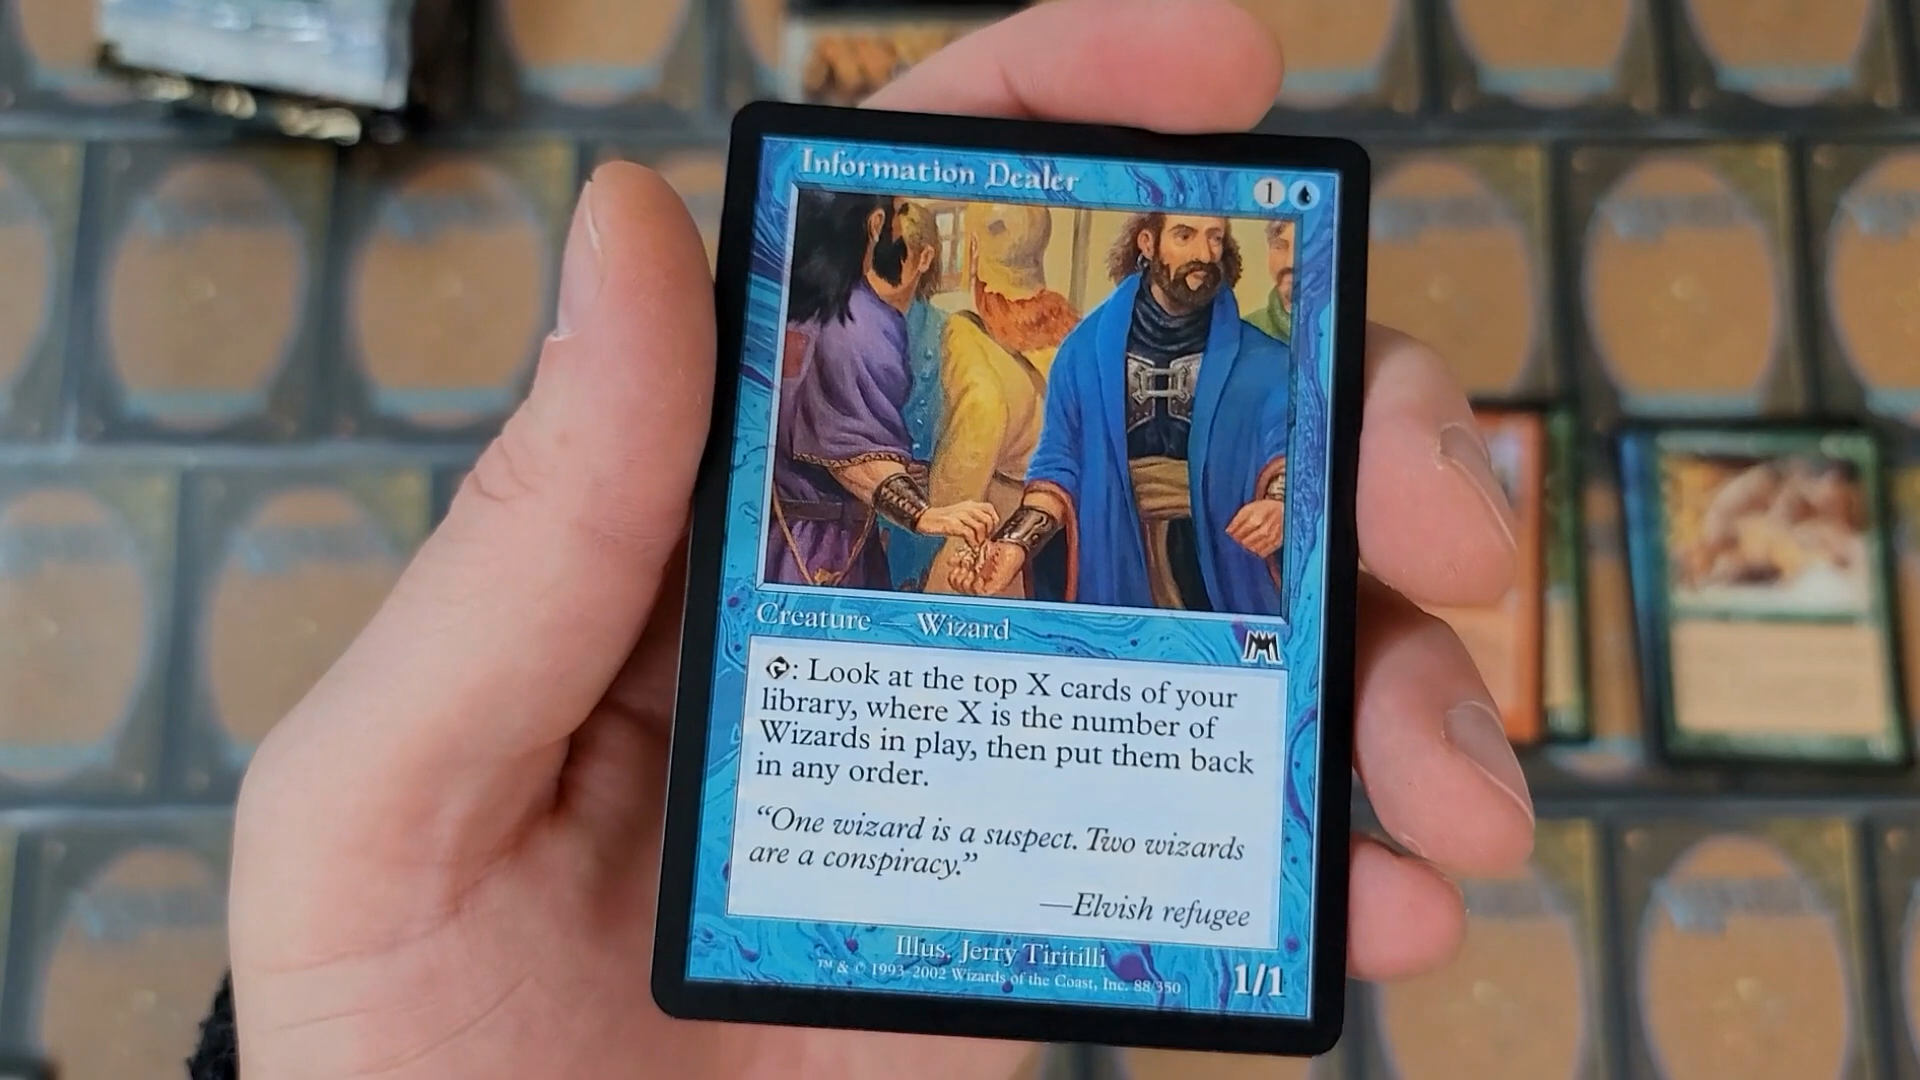 Information Dealer
1
Creature — Wizard
: Look at the top X cards of your
library, where X is the number of
Wizards in play, then put them back
in any order.
“One wizard is a suspect. Two wizards
are a conspiracy.”
—Elvish refugee
Illus. Jerry Tiritilli
™ & © 1993–2002 Wizards of the Coast, Inc. 88/350
1/1